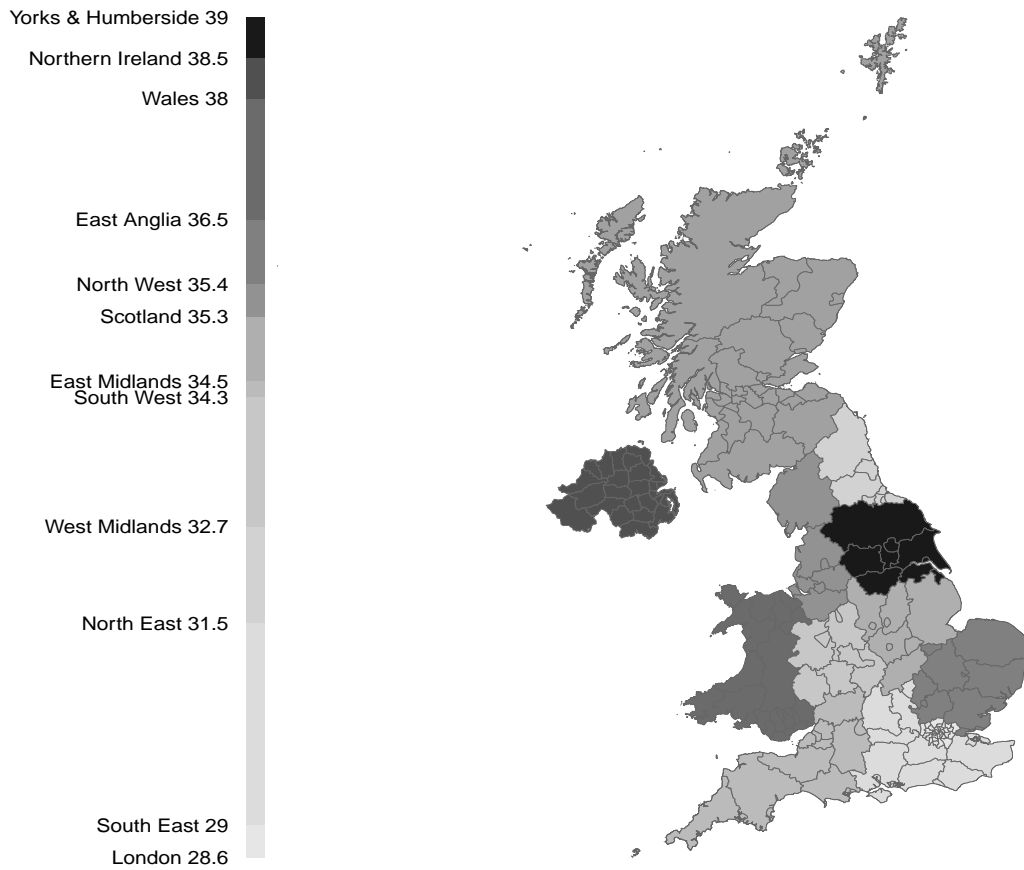 Yorks & Humberside 39
Northern Ireland 38.5
Wales 38
East Anglia 36.5
North West 35.4
Scotland 35.3
East Midlands 34.5
South West 34.3
West Midlands 32.7
North East 31.5
South East 29
London 28.6